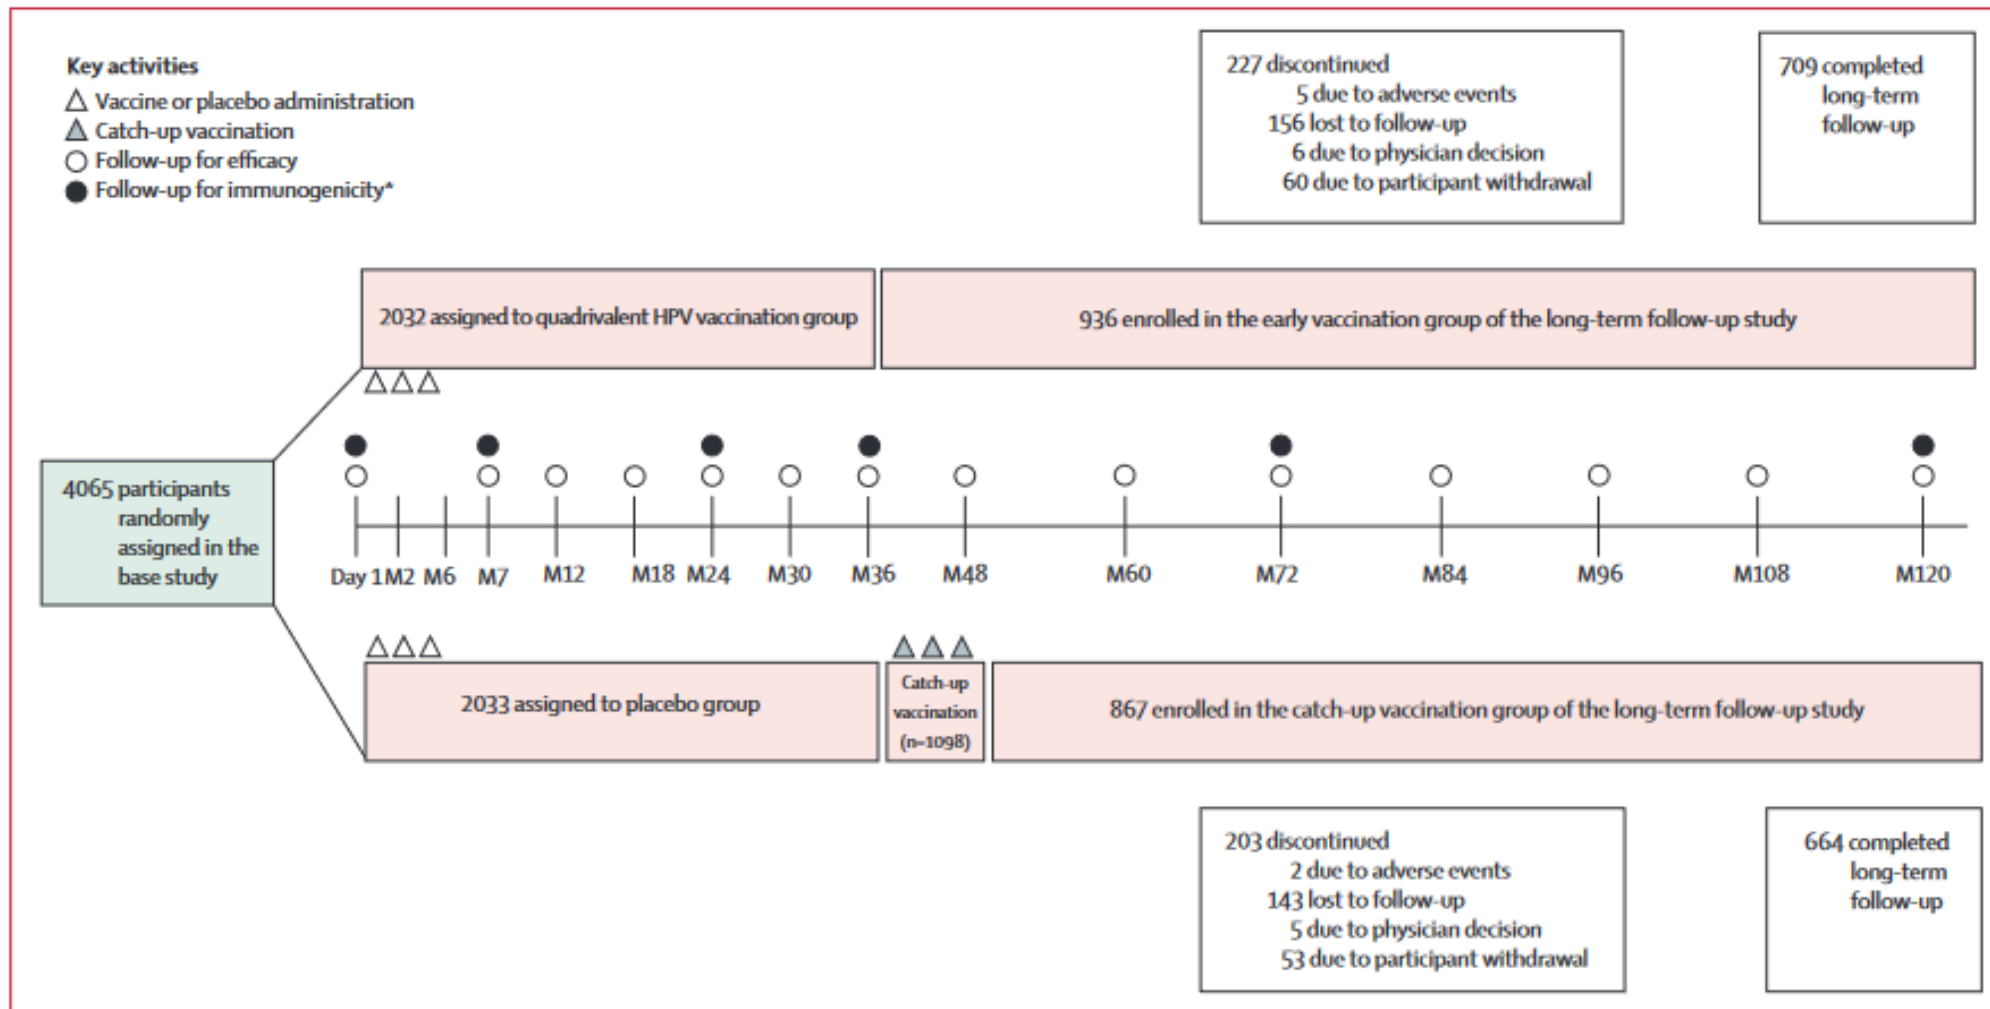 Key activities
Vaccine or placebo administration
Catch-up vaccination
Follow-up for efficacy
Follow-up for immunogenicity*
227 discontinued
5 due to adverse events
156 lost to follow-up
6 due to physician decision
60 due to participant withdrawal
709 completed
long-term
follow-up
2032 assigned to quadrivalent HPV vaccination group
936 enrolled in the early vaccination group of the long-term follow-up study
4065 participants
randomly
assigned in the
base study
Day 1 M2 M6 M7 M12 M18 M24 M30 M36 M48 M60 M72 M84 M96 M108 M120
2033 assigned to placebo group
Catch-up
vaccination
(n=1098)
867 enrolled in the catch-up vaccination group of the long-term follow-up study
203 discontinued
2 due to adverse events
143 lost to follow-up
5 due to physician decision
53 due to participant withdrawal
664 completed
long-term
follow-up